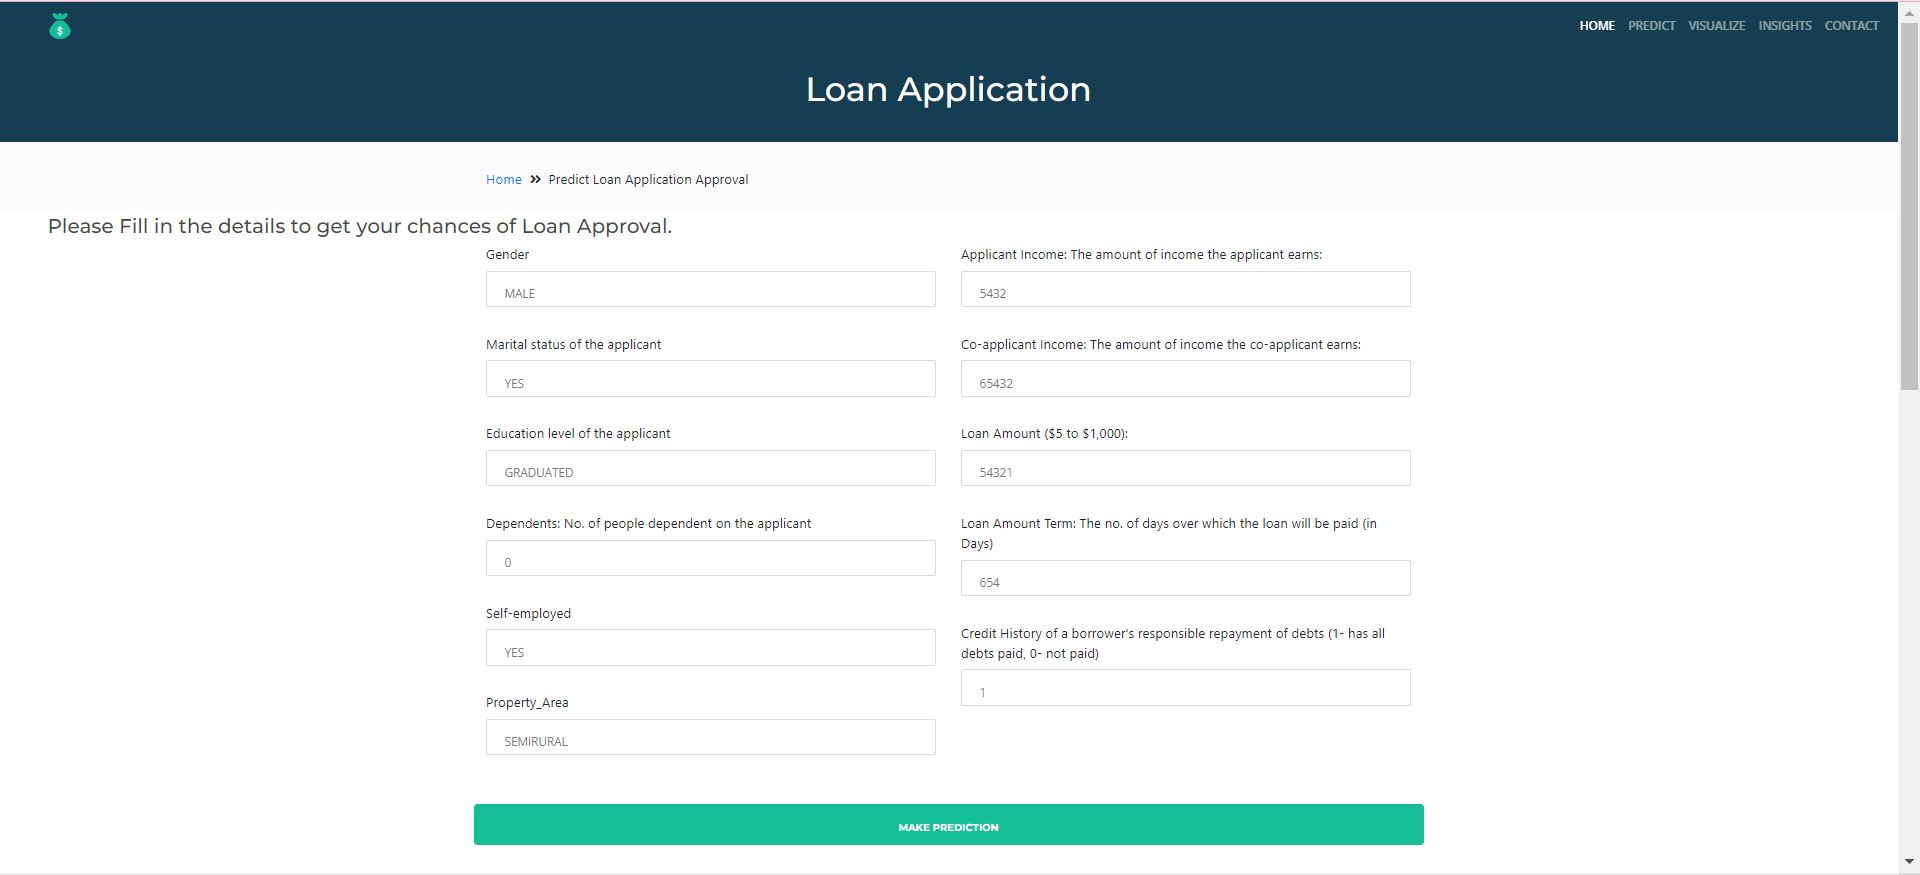 $
HOME PREDICT VISUALIZE INSIGHTS CONTACT
Loan Application
Home » Predict Loan Application Approval
Please Fill in the details to get your chances of Loan Approval.
Gender
MALE
Marital status of the applicant
YES
Education level of the applicant
GRADUATED
Dependents: No. of people dependent on the applicant
0
Self-employed
YES
Property_Area
SEMIRURAL
Applicant Income: The amount of income the applicant earns:
5432
Co-applicant Income: The amount of income the co-applicant earns:
65432
Loan Amount ($5 to $1,000):
54321
Loan Amount Term: The no. of days over which the loan will be paid (in
Days)
654
Credit History of a borrower's responsible repayment of debts (1- has all
debts paid, 0- not paid)
1
MAKE PREDICTION